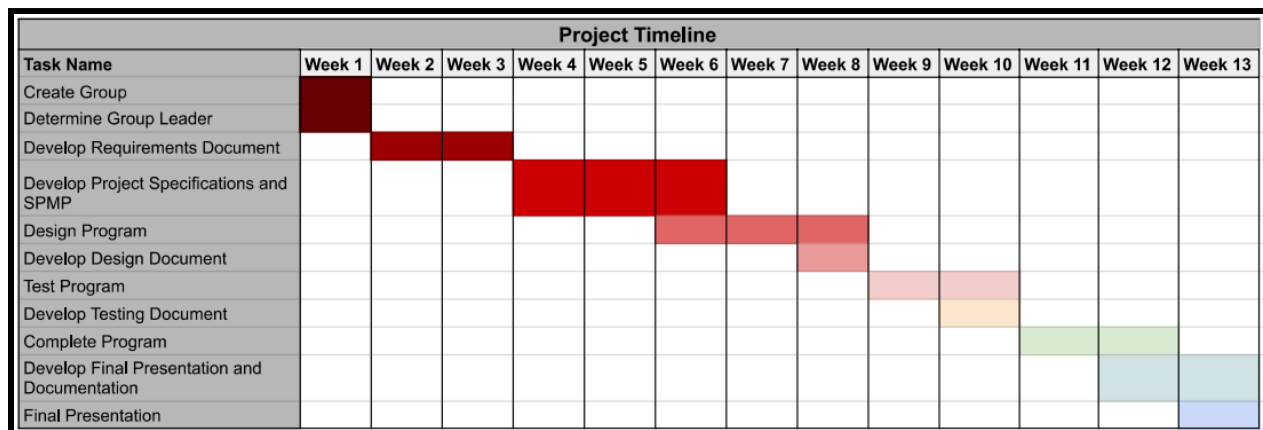 Project Timeline
Task Name Week 1 Week 2 Week 3 Week 4 Week 5 Week 6 Week 7 Week 8 Week 9 Week 10 Week 11 Week 12 Week 13
Create Group
Determine Group Leader
Develop Requirements Document
Develop Project Specifications and
SPMP
Design Program
Develop Design Document
Test Program
Develop Testing Document
Complete Program
Develop Final Presentation and
Documentation
Final Presentation